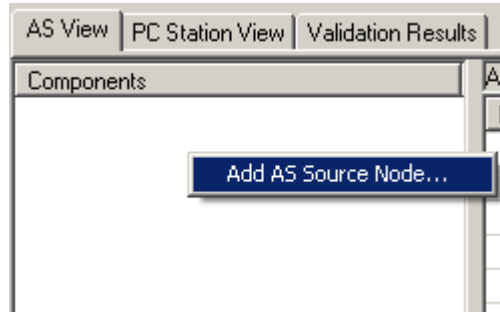 AS View PC Station View Validation Results
Components
A
Add AS Source Node...